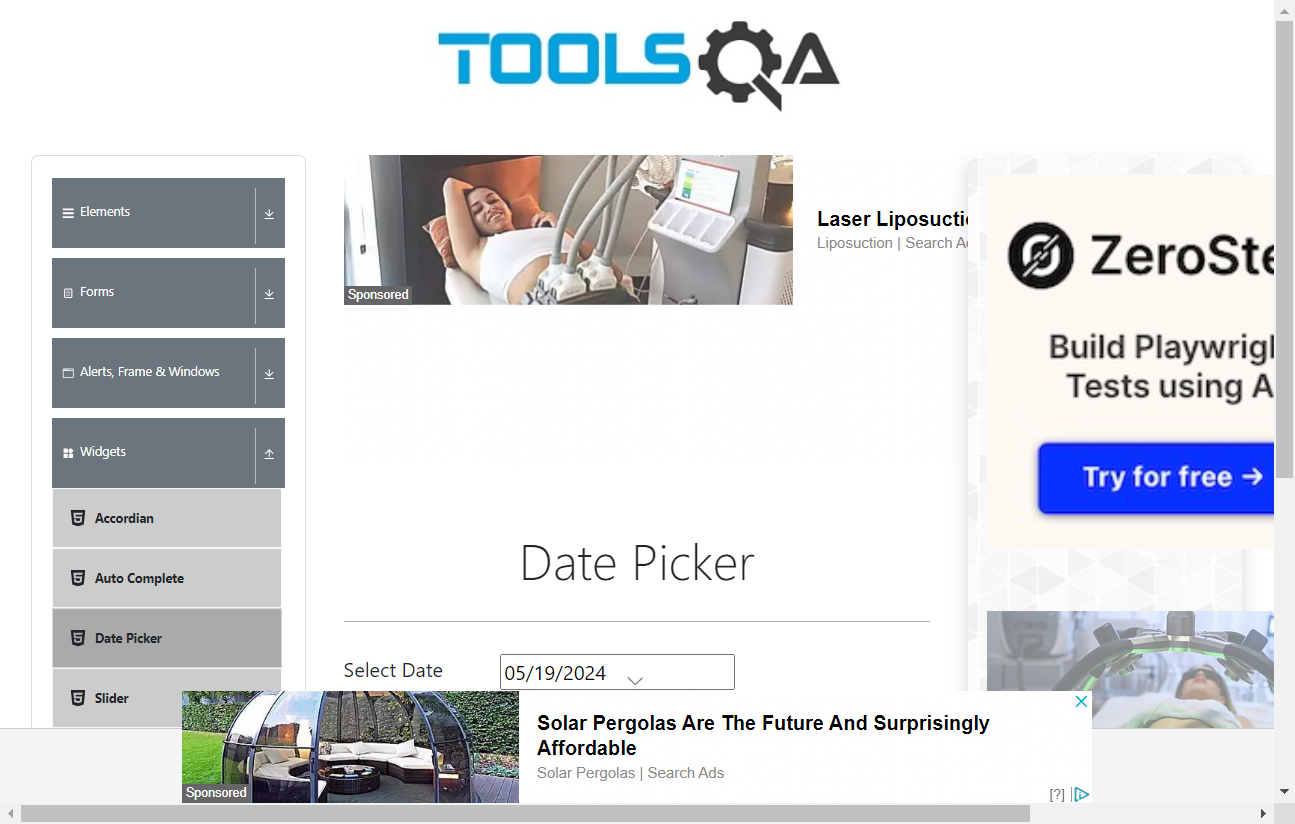 TOOLSQA
Elements
Forms
Alerts, Frame & Windows
Widgets
Accordian
Auto Complete
Date Picker
Slider
Sponsored
Laser Liposuctio
Liposuction | Search Ad
Date Picker
Select Date
05/19/2024
ZeroSte
Build Playwrigh
Tests using A
Try for free →
Sponsored
Solar Pergolas Are The Future And Surprisingly
Affordable
Solar Pergolas | Search Ads
[?]